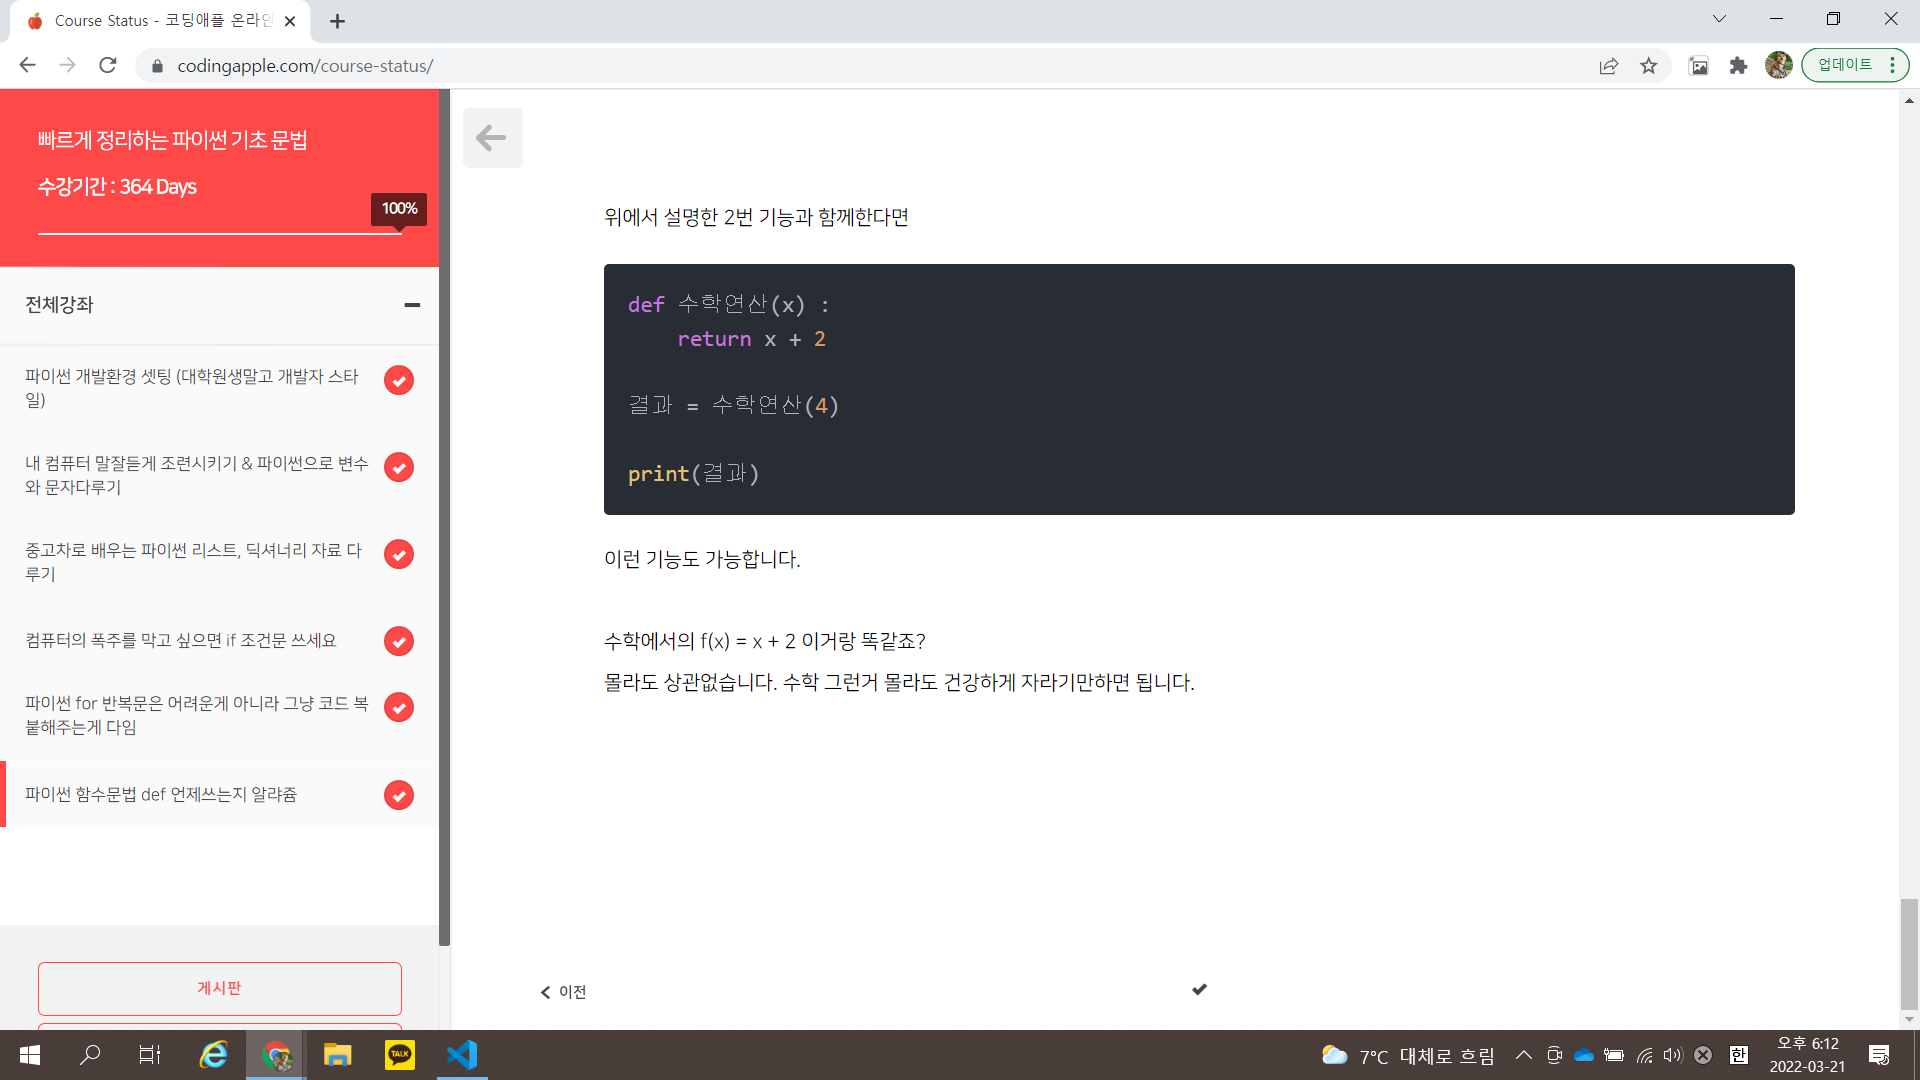 Course Status - 코딩애플 온라인
codingapple.com/course-status/
업데이트
빠르게 정리하는 파이썬 기초 문법
수강기간 : 364 Days
100%
전체강좌
파이썬 개발환경 셋팅 (대학원생말고 개발자 스타
일)
내 컴퓨터 말잘듣게 조련시키기 & 파이썬으로 변수
와 문자다루기
중고차로 배우는 파이썬 리스트, 딕셔너리 자료 다
루기
컴퓨터의 폭주를 막고 싶으면 if 조건문 쓰세요
파이썬 for 반복문은 어려운게 아니라 그냥 코드 복
붙해주는게 다임
파이썬 함수문법 def 언제쓰는지 알랴쥼
게시판
위에서 설명한 2번 기능과 함께한다면
def 수학연산(x) :
return x + 2
결과 = 수학연산(4)
print(결과)
이런 기능도 가능합니다.
수학에서의 f(x) = x + 2 이거랑 똑같죠?
몰라도 상관없습니다. 수학 그런거 몰라도 건강하게 자라기만하면 됩니다.
이전
TALK
7°C 대체로 흐림
한
오후 6:12
2022-03-21